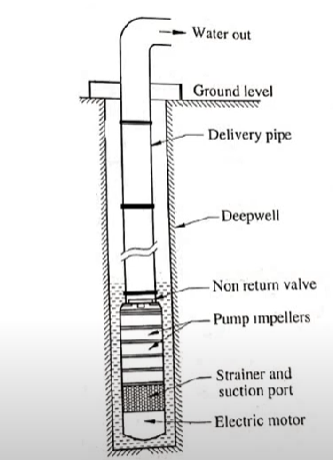 Water out
Ground level
Delivery pipe
Deepwell
Non return valve
Pump impellers
Strainer and
suction port
Electric motor